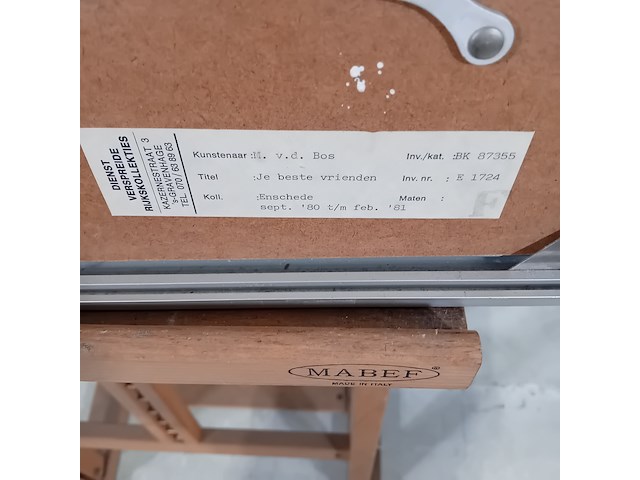 DIENST
VERSPREIDE
RIJKSKOLLEKTIES
KAZERNESTRAAT 3
's-GRAVENHAGE
TEL. 070/63 89 63
Kunstenaar : M. v.d. Bos Inv./kat. : BK 87355
Titel : Je beste vrienden Inv. nr. : E 1724
Koll. : Enschede Maten :
sept. '80 t/m feb. '81
F
MABEF®
MADE IN ITALY